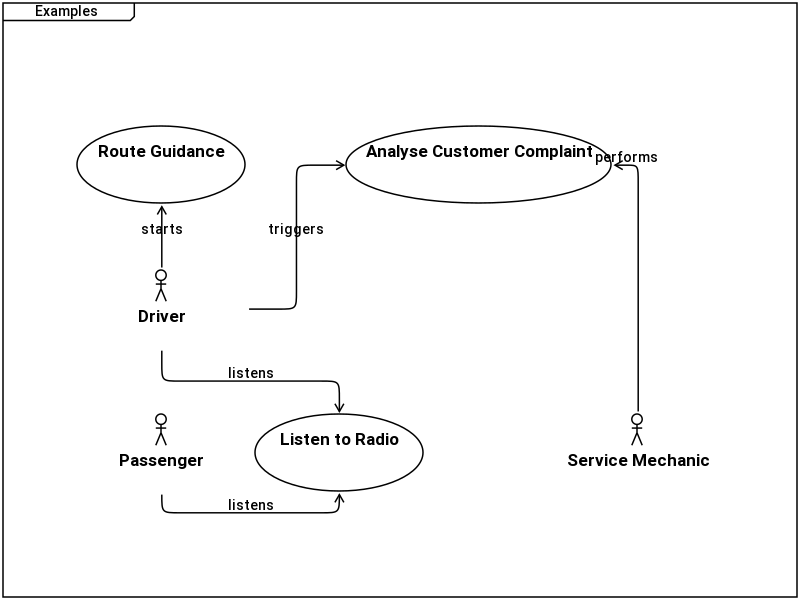 Examples
Route Guidance
Analyse Customer Complaint
performs
starts
triggers
Driver
listens
Listen to Radio
Passenger
Service Mechanic
listens